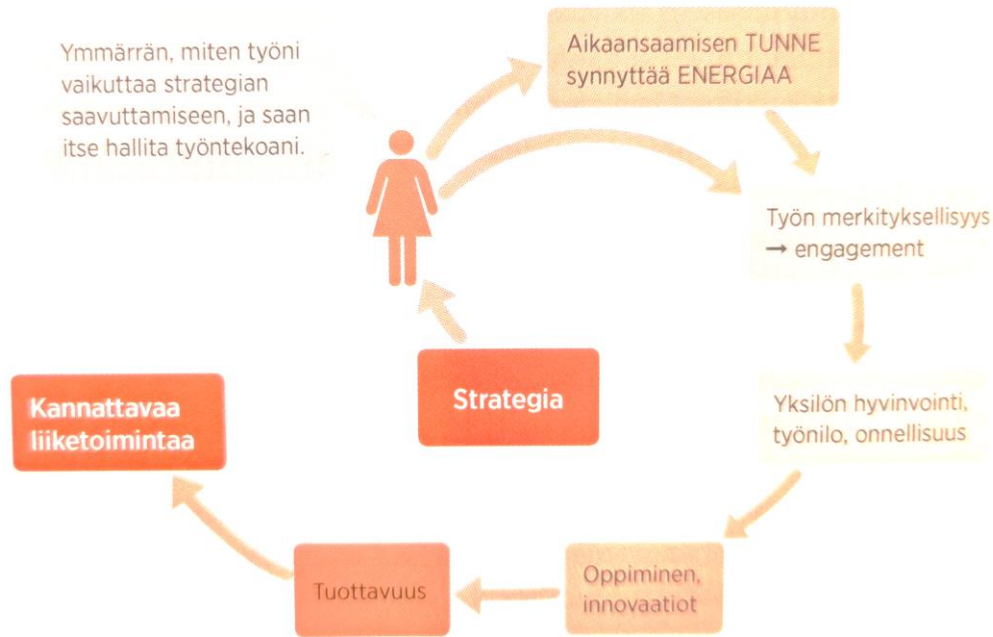 Ymmärrän, miten työni
vaikuttaa strategian
saavuttamiseen, ja saan
itse hallita työntekoani.
Aikaansaamisen TUNNE
synnyttää ENERGIAA
Työn merkityksellisyys
→ engagement
Yksilön hyvinvointi,
työnilo, onnellisuus
Oppiminen,
innovaatiot
Tuottavuus
Kannattavaa
liiketoimintaa
Strategia